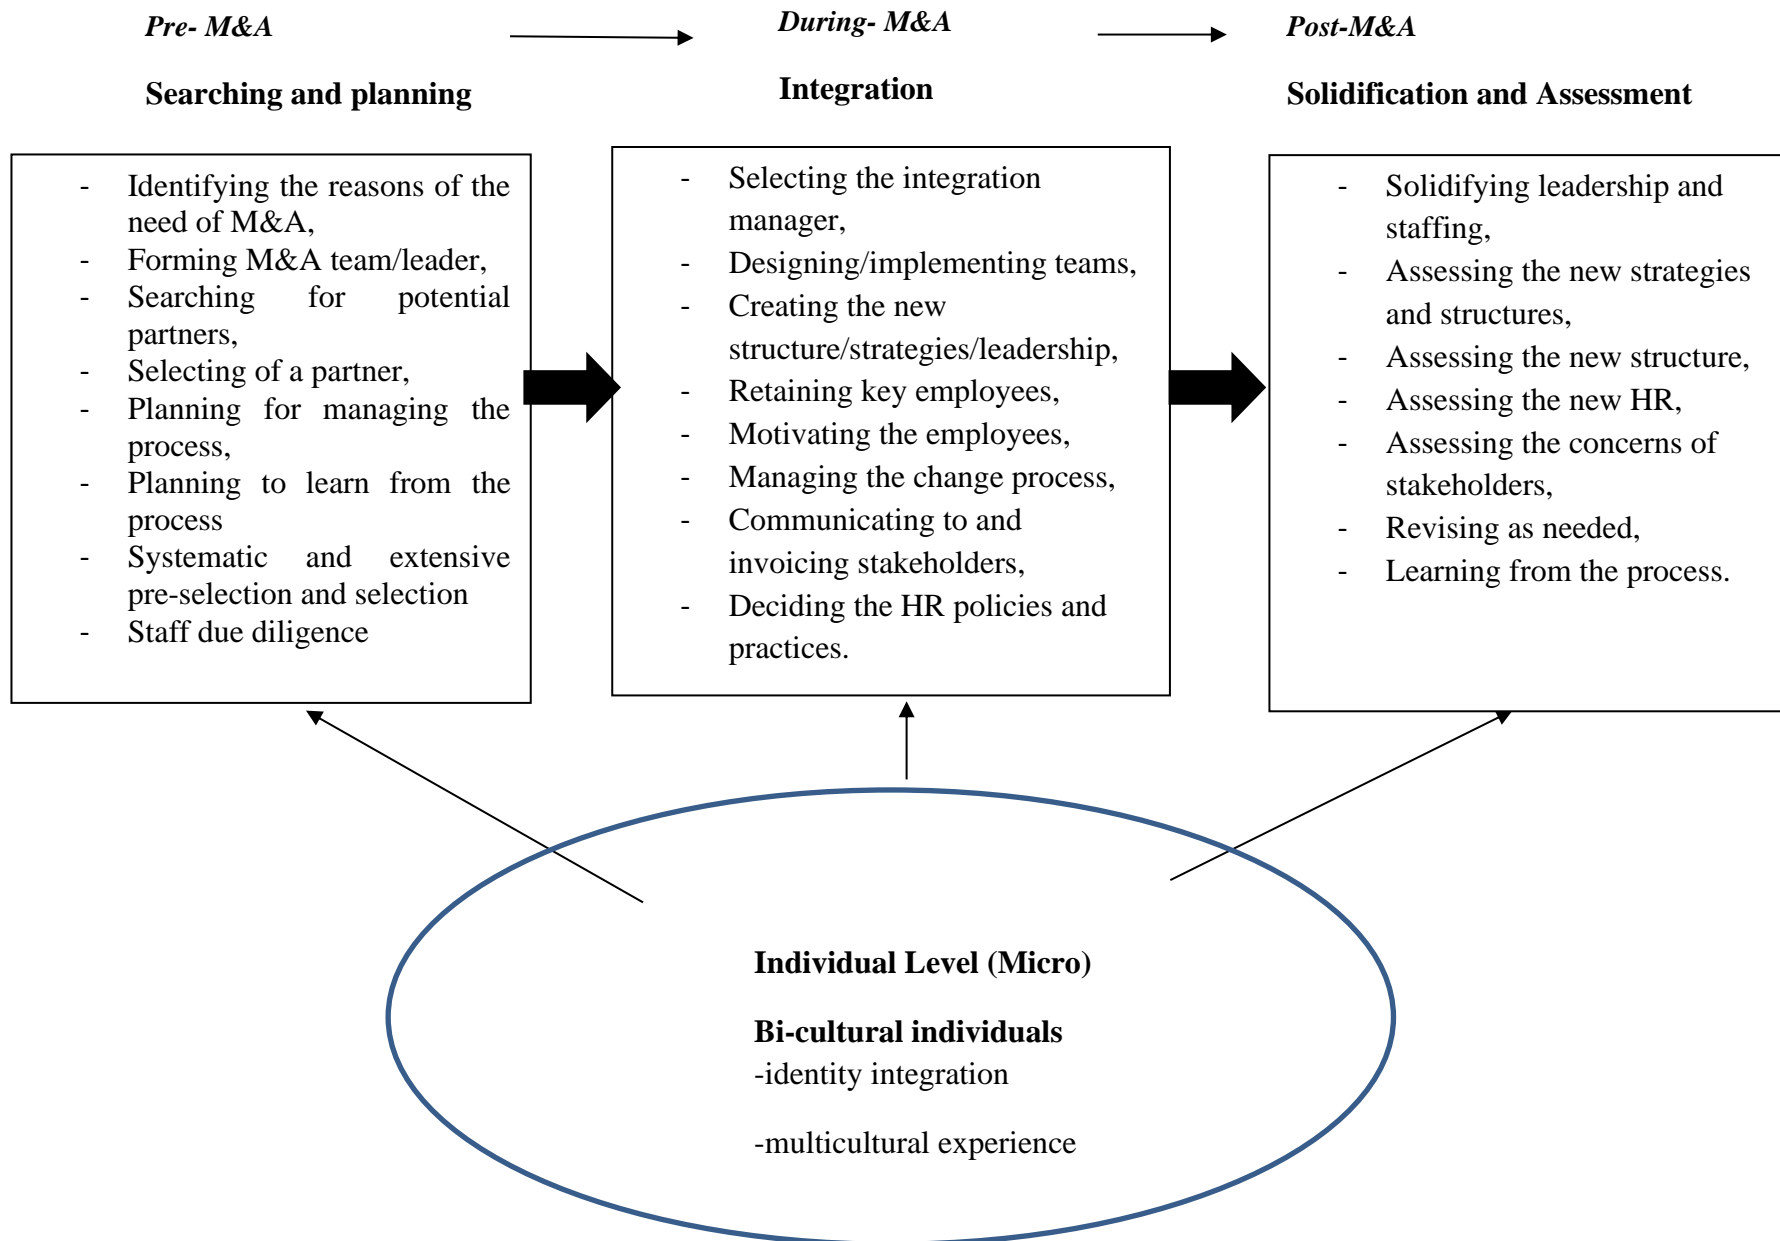 Pre- M&A
During- M&A
Post-M&A
Searching and planning
Integration
Solidification and Assessment
- Identifying the reasons of the
need of M&A,
- Forming M&A team/leader,
- Searching for potential
partners,
- Selecting of a partner,
- Planning for managing the
process,
- Planning to learn from the
process
- Systematic and extensive
pre-selection and selection
- Staff due diligence
- Selecting the integration
manager,
- Designing/implementing teams,
- Creating the new
structure/strategies/leadership,
- Retaining key employees,
- Motivating the employees,
- Managing the change process,
- Communicating to and
invoicing stakeholders,
- Deciding the HR policies and
practices.
- Solidifying leadership and
staffing,
- Assessing the new strategies
and structures,
- Assessing the new structure,
- Assessing the new HR,
- Assessing the concerns of
stakeholders,
- Revising as needed,
- Learning from the process.
Individual Level (Micro)
Bi-cultural individuals
-identity integration
-multicultural experience